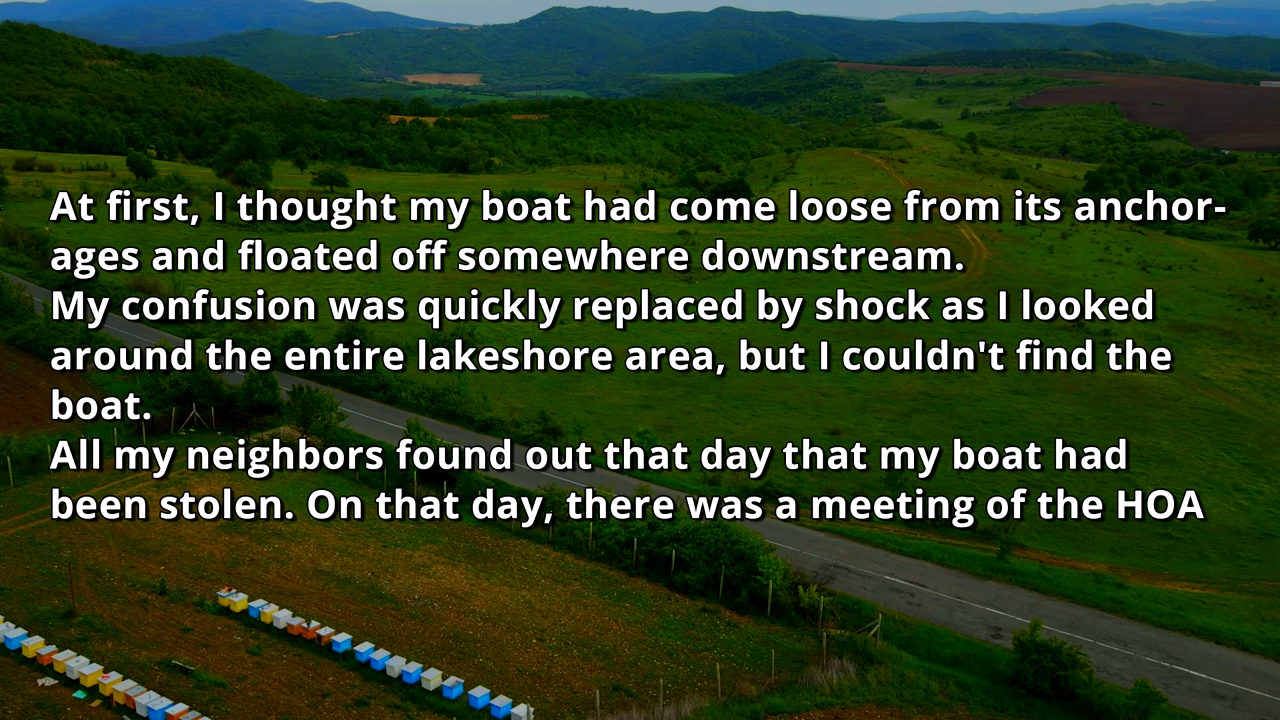 At first, I thought my boat had come loose from its anchor-
ages and floated off somewhere downstream.
My confusion was quickly replaced by shock as I looked
around the entire lakeshore area, but I couldn't find the
boat.
All my neighbors found out that day that my boat had
been stolen. On that day, there was a meeting of the HOA